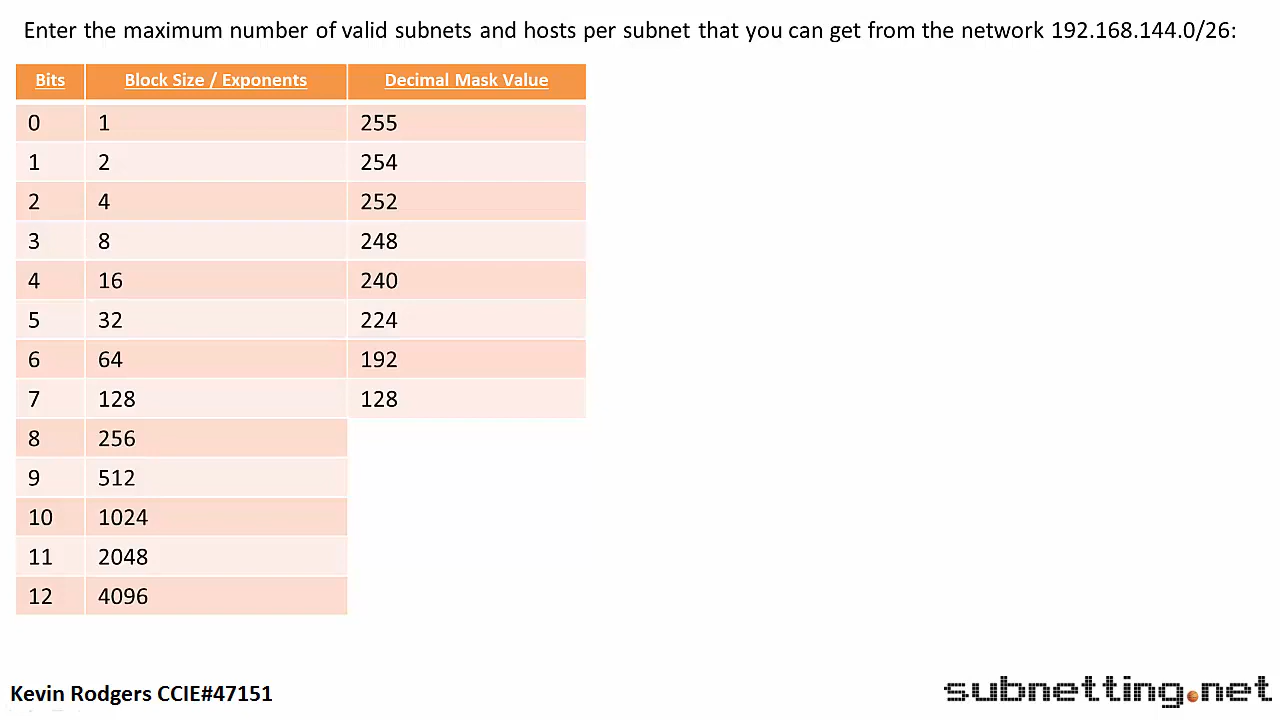 Enter the maximum number of valid subnets and hosts per subnet that you can get from the network 192.168.144.0/26:
Bits Block Size / Exponents Decimal Mask Value
0 1 255
1 2 254
2 4 252
3 8 248
4 16 240
5 32 224
6 64 192
7 128 128
8 256
9 512
10 1024
11 2048
12 4096
Kevin Rodgers CCIE#47151
subnetting.net